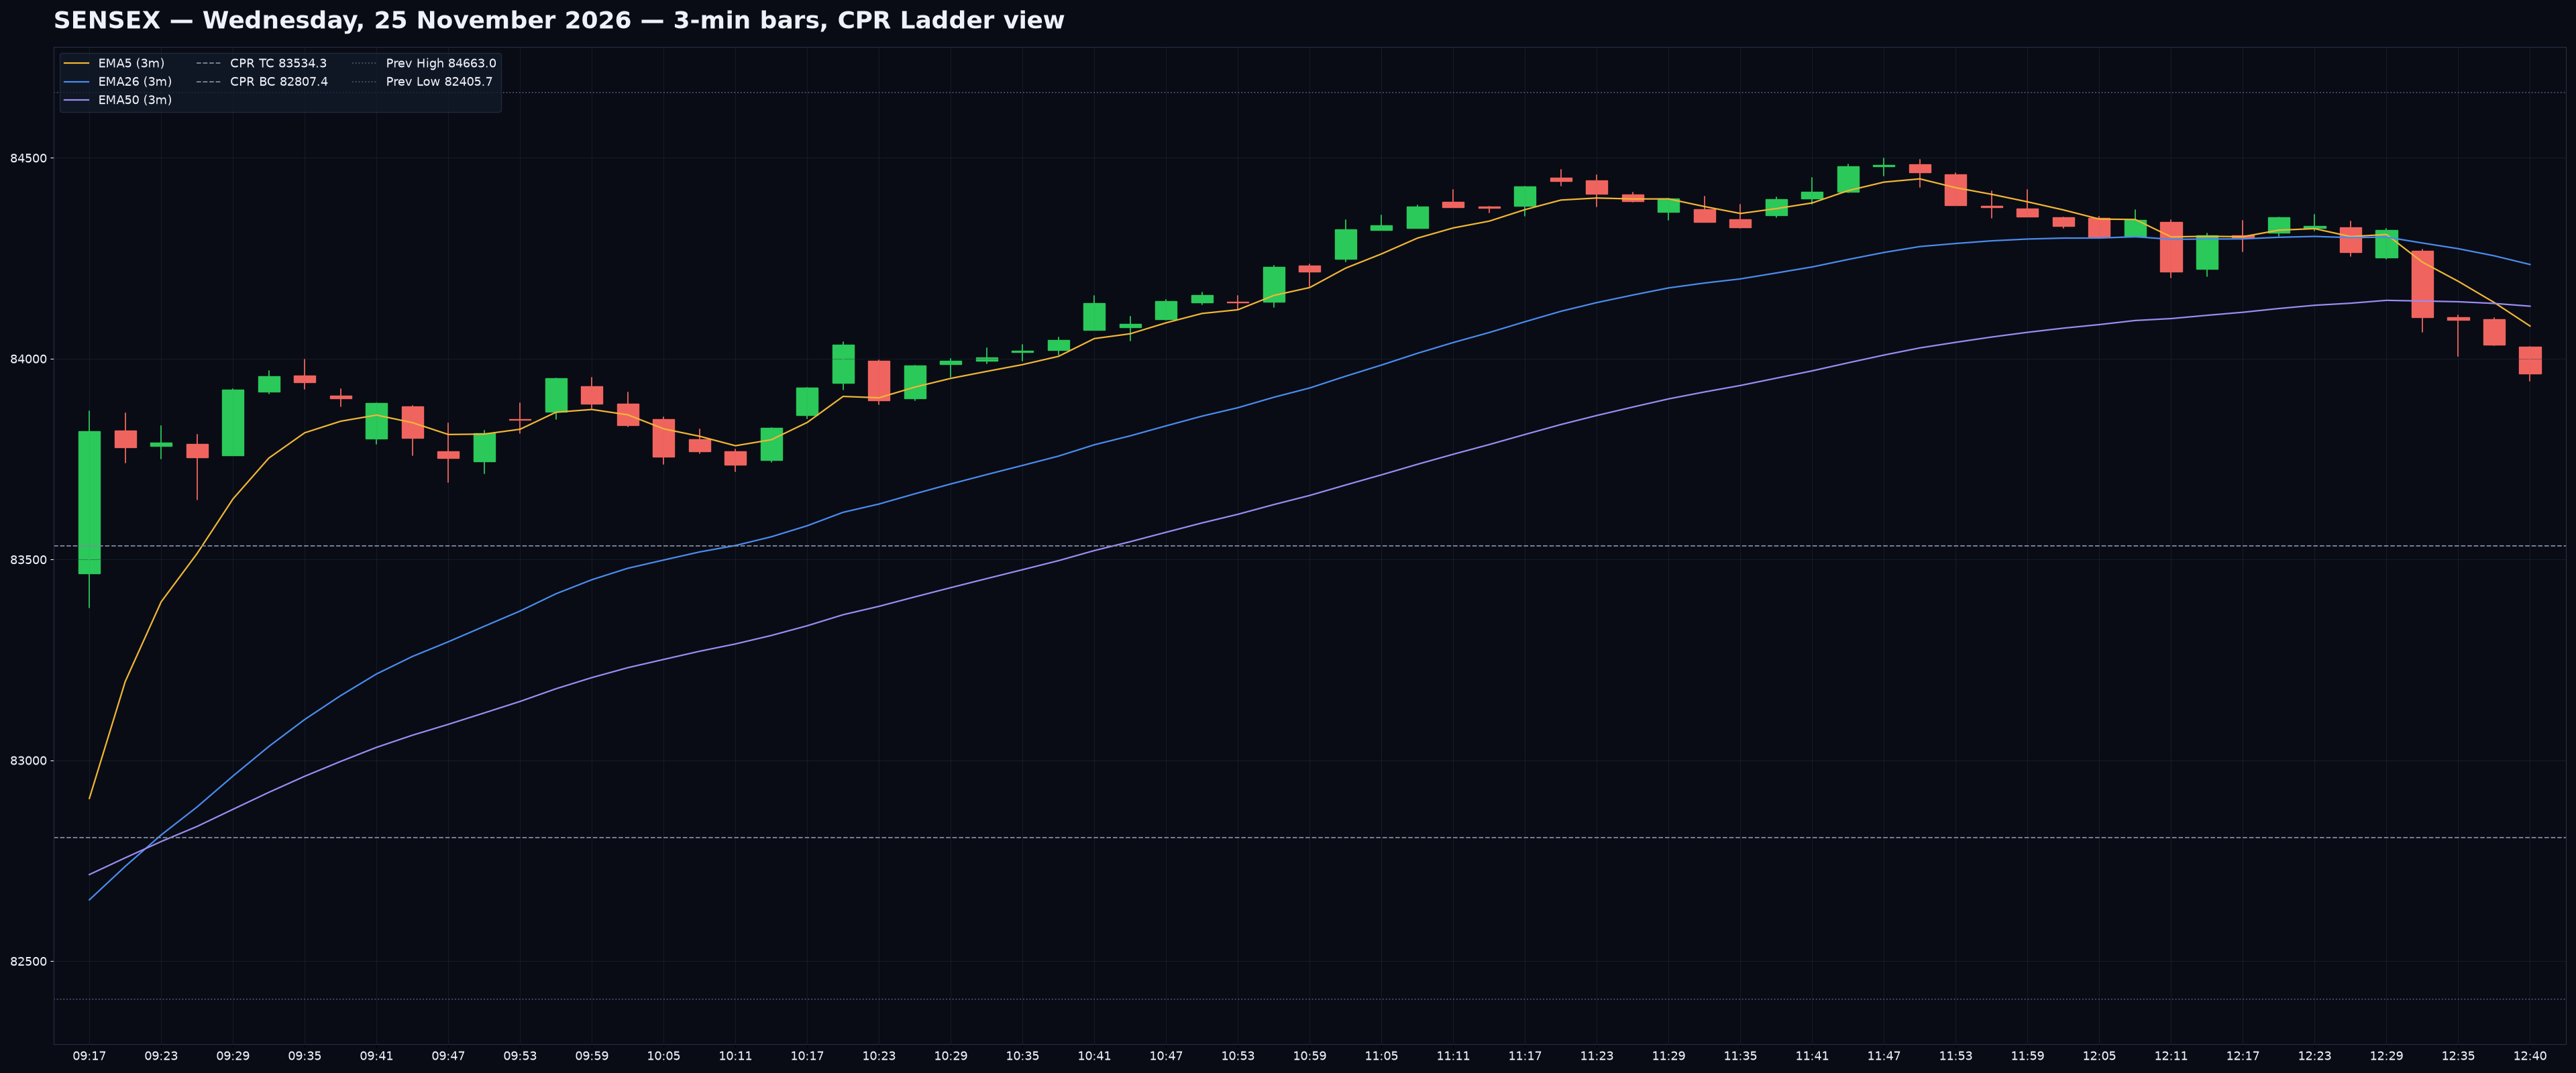 SENSEX — Wednesday, 25 November 2026 — 3-min bars, CPR Ladder view
EMA5 (3m) CPR TC 83534.3 Prev High 84663.0
EMA26 (3m) CPR BC 82807.4 Prev Low 82405.7
EMA50 (3m)
84500
84000
83500
83000
82500
09:17 09:23 09:29 09:35 09:41 09:47 09:53 09:59 10:05 10:11 10:17 10:23 10:29 10:35 10:41 10:47 10:53 10:59 11:05 11:11 11:17 11:23 11:29 11:35 11:41 11:47 11:53 11:59 12:05 12:11 12:17 12:23 12:29 12:35 12:40